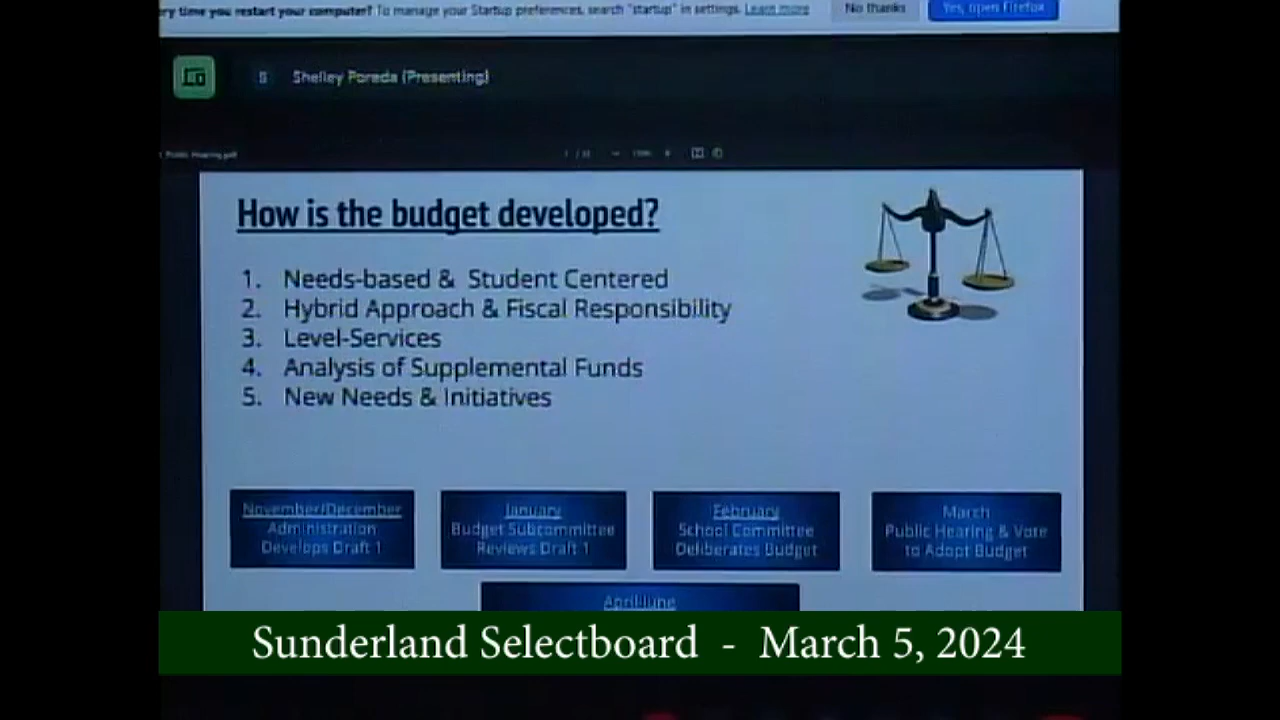 ry time you restart your computer? To manage your Startup preferences, search "startup" in settings. Learn more No thanks Yes, open Firefox
S Shelley Poreda (Presenting)
Public Hearing.pdf
How is the budget developed?
1. Needs-based & Student Centered
2. Hybrid Approach & Fiscal Responsibility
3. Level-Services
4. Analysis of Supplemental Funds
5. New Needs & Initiatives
November/December
Administration
Develops Draft 1
January
Budget Subcommittee
Reviews Draft 1
February
School Committee
Deliberates Budget
March
Public Hearing & Vote
to Adopt Budget
April-June
Sunderland Selectboard - March 5, 2024